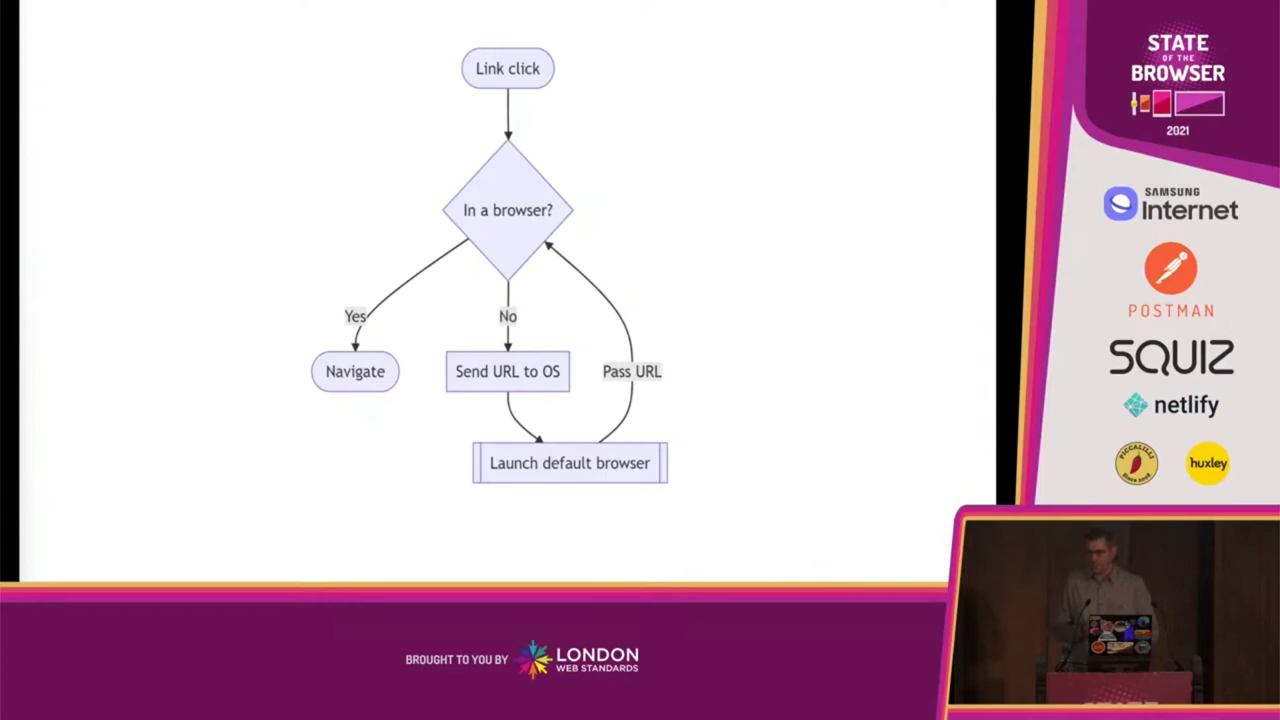 Link click
In a browser?
Yes
No
Navigate
Send URL to OS
Pass URL
Launch default browser
STATE
OF THE
BROWSER
2021
SAMSUNG
Internet
POSTMAN
SQUIZ
netlify
PICCALILLI
huxley
BROUGHT TO YOU BY
LONDON
WEB STANDARDS